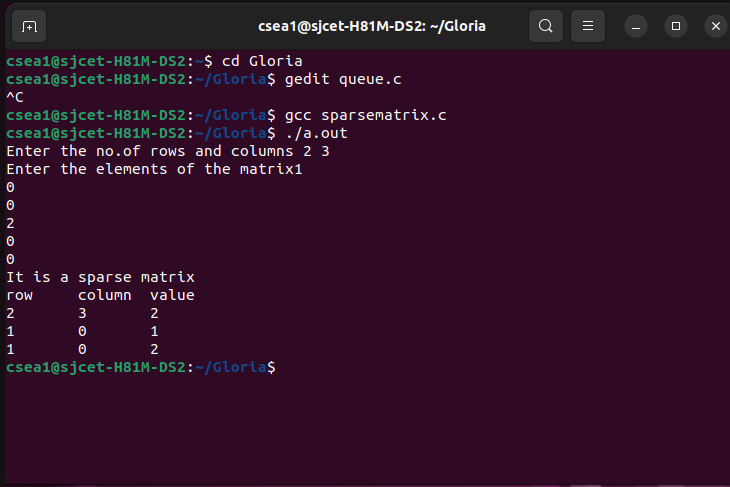 csea1@sjcet-H81M-DS2: ~/Gloria
csea1@sjcet-H81M-DS2:~$ cd Gloria
csea1@sjcet-H81M-DS2:~/Gloria$ gedit queue.c
^C
csea1@sjcet-H81M-DS2:~/Gloria$ gcc sparsematrix.c
csea1@sjcet-H81M-DS2:~/Gloria$ ./a.out
Enter the no.of rows and columns 2 3
Enter the elements of the matrix1
0
0
2
0
0
It is a sparse matrix
row     column  value
2       3       2
1       0       1
1       0       2
csea1@sjcet-H81M-DS2:~/Gloria$